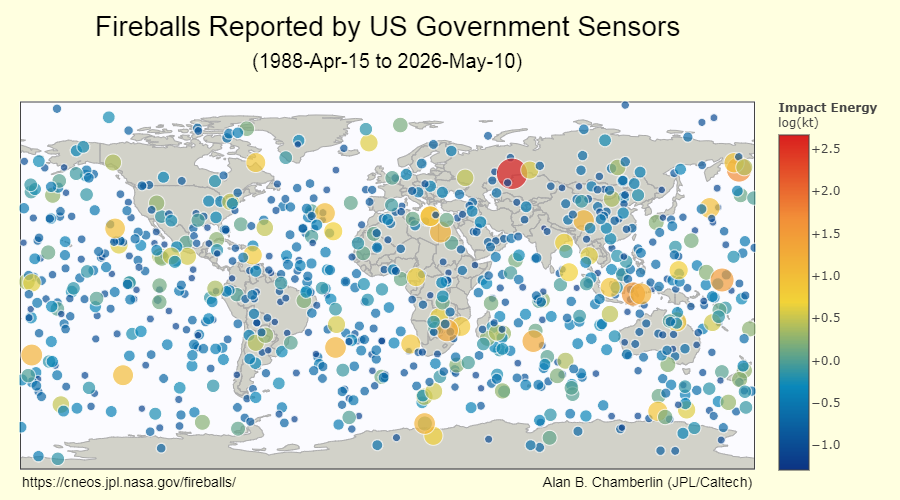 Fireballs Reported by US Government Sensors
(1988-Apr-15 to 2026-May-10)
Impact Energy
log(kt)
+2.5
+2.0
+1.5
+1.0
+0.5
+0.0
−0.5
−1.0
https://cneos.jpl.nasa.gov/fireballs/
Alan B. Chamberlin (JPL/Caltech)